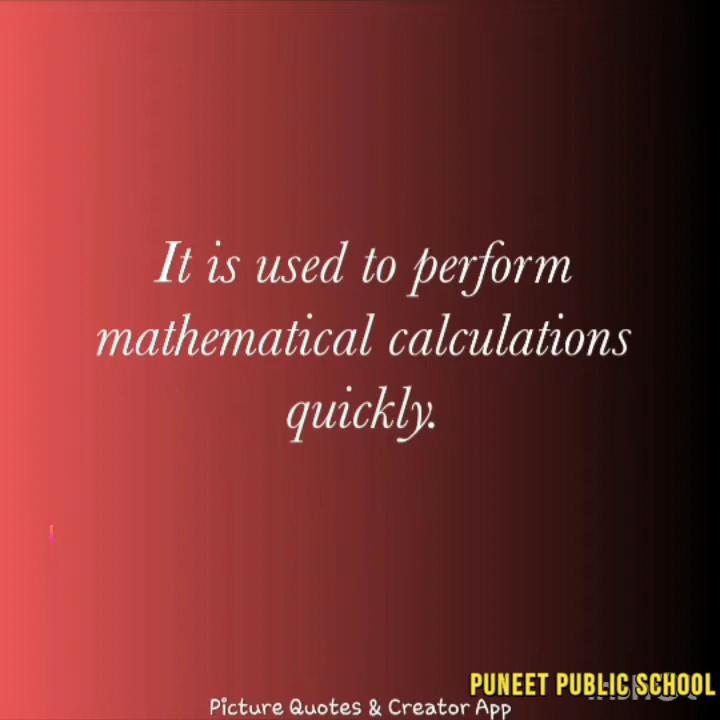 It is used to perform
mathematical calculations
quickly.
PUNEET PUBLIC SCHOOL
Picture Quotes & Creator App